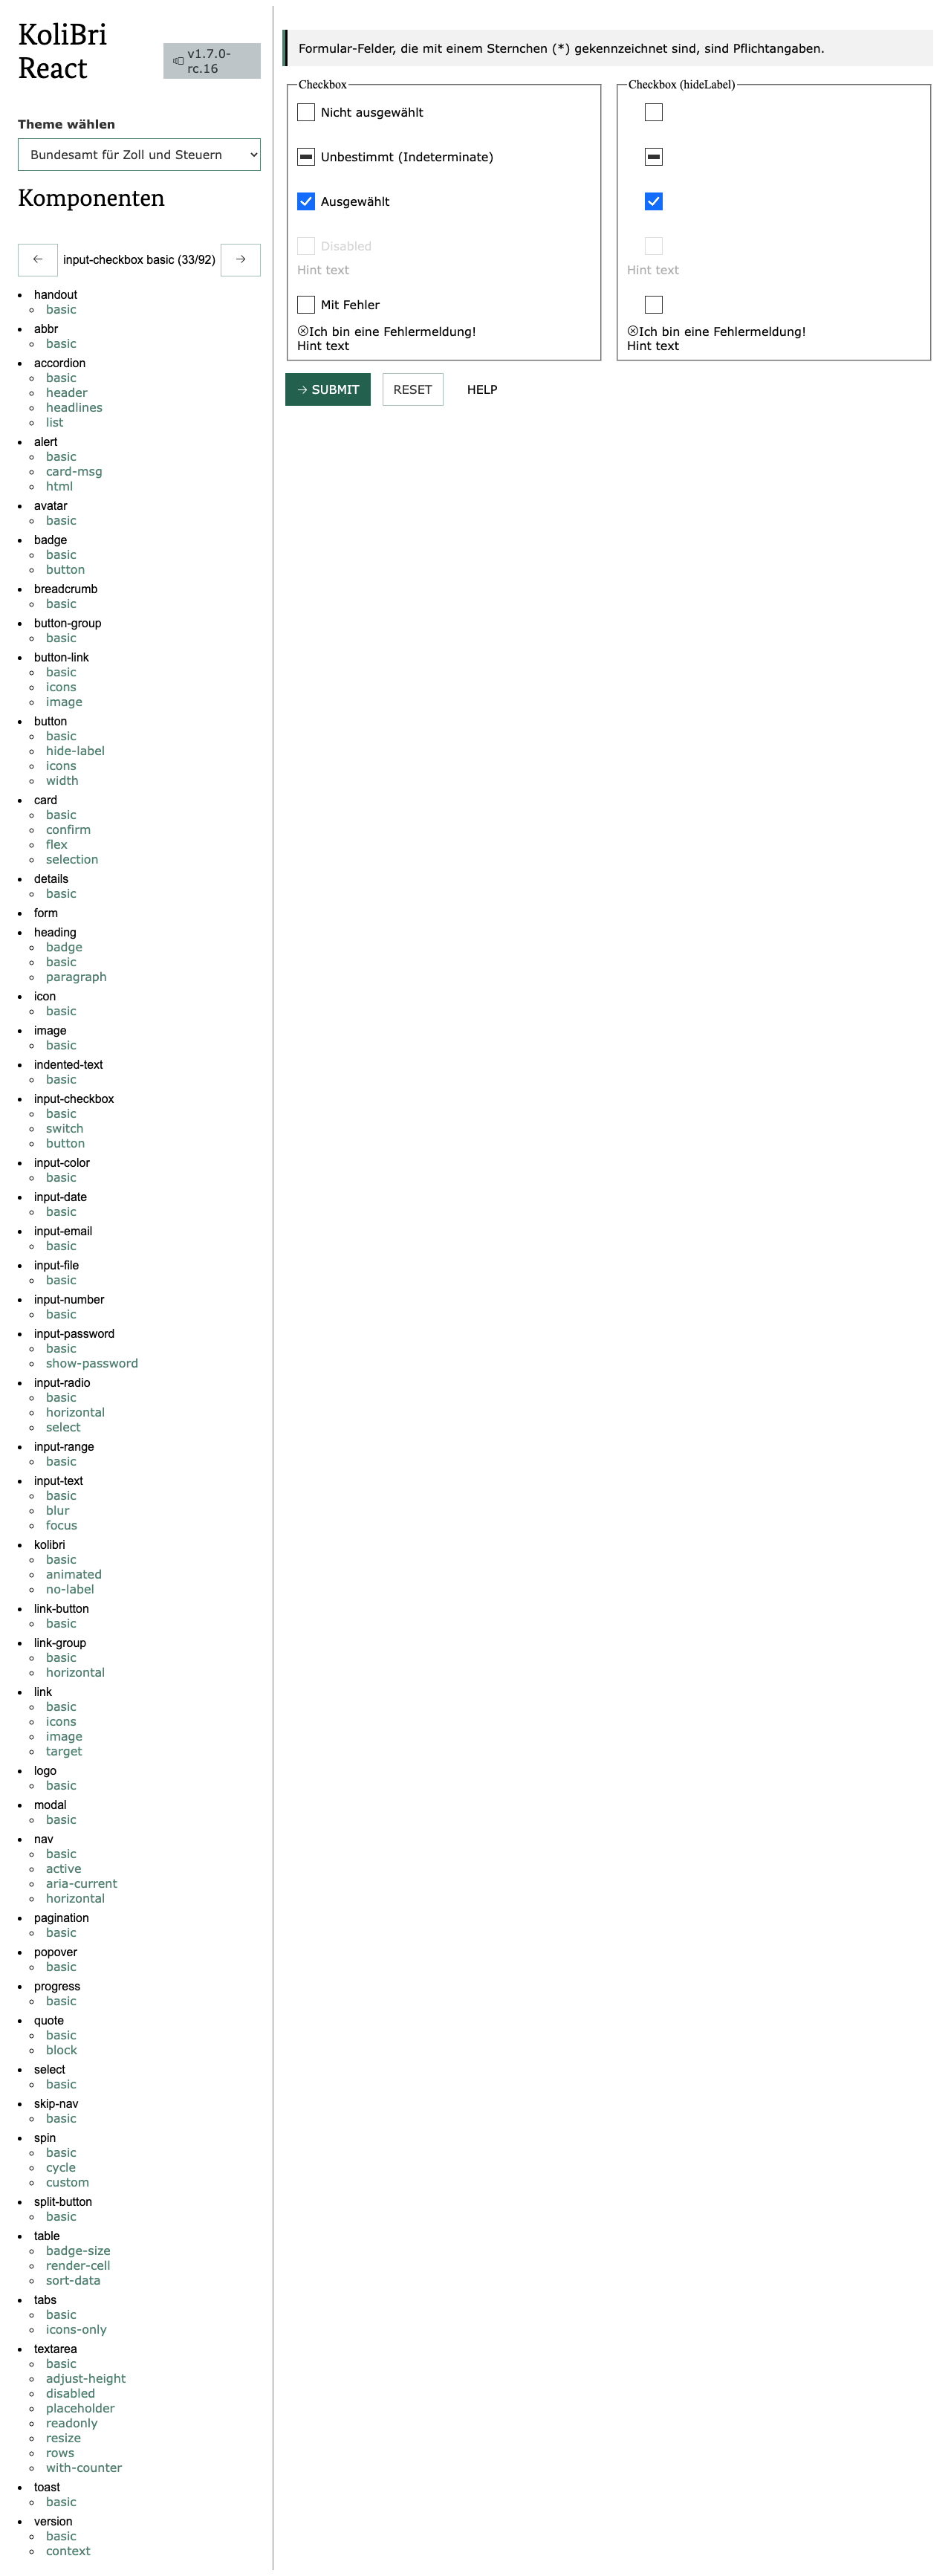 KoliBri
React
v1.7.0-
rc.16
Theme wählen
Bundesamt für Zoll und Steuern
Komponenten
← input-checkbox basic (33/92) →
handout
basic
abbr
basic
accordion
basic
header
headlines
list
alert
basic
card-msg
html
avatar
basic
badge
basic
button
breadcrumb
basic
button-group
basic
button-link
basic
icons
image
button
basic
hide-label
icons
width
card
basic
confirm
flex
selection
details
basic
form
heading
badge
basic
paragraph
icon
basic
image
basic
indented-text
basic
input-checkbox
basic
switch
button
input-color
basic
input-date
basic
input-email
basic
input-file
basic
input-number
basic
input-password
basic
show-password
input-radio
basic
horizontal
select
input-range
basic
input-text
basic
blur
focus
kolibri
basic
animated
no-label
link-button
basic
link-group
basic
horizontal
link
basic
icons
image
target
logo
basic
modal
basic
nav
basic
active
aria-current
horizontal
pagination
basic
popover
basic
progress
basic
quote
basic
block
select
basic
skip-nav
basic
spin
basic
cycle
custom
split-button
basic
table
badge-size
render-cell
sort-data
tabs
basic
icons-only
textarea
basic
adjust-height
disabled
placeholder
readonly
resize
rows
with-counter
toast
basic
version
basic
context
Formular-Felder, die mit einem Sternchen (*) gekennzeichnet sind, sind Pflichtangaben.
Checkbox
Nicht ausgewählt
Unbestimmt (Indeterminate)
Ausgewählt
Disabled
Hint text
Mit Fehler
Ich bin eine Fehlermeldung!
Hint text
Checkbox (hideLabel)
Hint text
Ich bin eine Fehlermeldung!
Hint text
→ SUBMIT
RESET
HELP